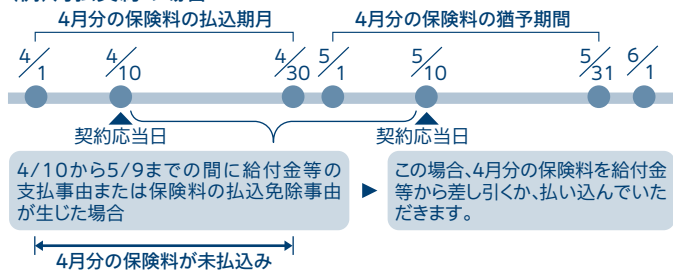 4月分の保険料の払込期月
4月分の保険料の猶予期間
4/1
4/10
4/30
5/1
5/10
5/31
6/1
契約応当日
契約応当日
4/10から5/9までの間に給付金等の
支払事由または保険料の払込免除事由
が生じた場合
この場合、4月分の保険料を給付金
等から差し引くか、払い込んでいた
だきます。
4月分の保険料が未払込み